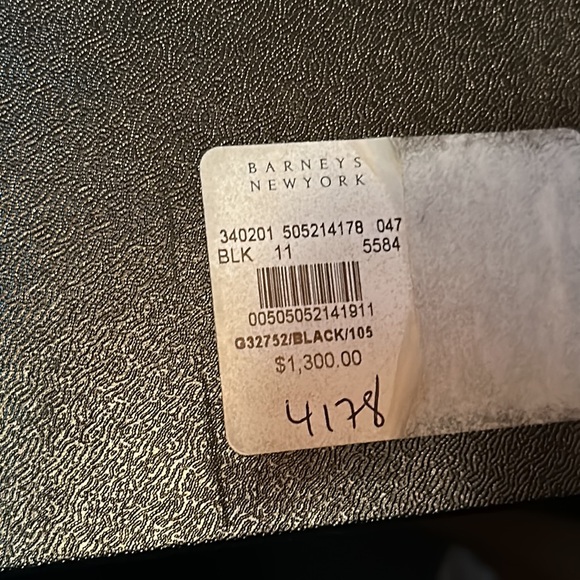 BARNEYS
NEWYORK
340201 505214178 047
BLK 11 5584
00505052141911
G32752/BLACK/105
$1,300.00
4178